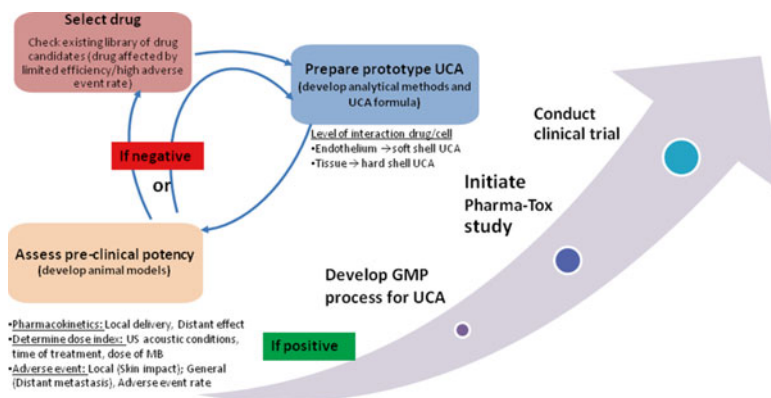 Select drug
Check existing library of drug
candidates (drug affected by
limited efficiency/high adverse
event rate)
Prepare prototype UCA
(develop analytical methods and
UCA formula)
Level of interaction drug/cell
•Endothelium →soft shell UCA
•Tissue→ hard shell UCA
If negative
or
Assess pre-clinical potency
(develop animal models)
•Pharmacokinetics: Local delivery, Distant effect
•Determine dose index: US acoustic conditions,
time of treatment, dose of MB
•Adverse event: Local (Skin impact); General
(Distant metastasis), Adverse event rate
If positive
Develop GMP
process for UCA
Initiate
Pharma-Tox
study
Conduct
clinical trial